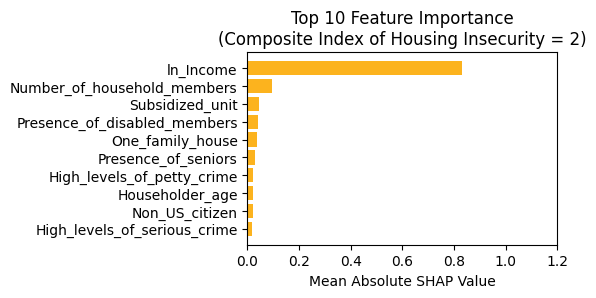 Top 10 Feature Importance
(Composite Index of Housing Insecurity = 2)
ln_Income
Number_of_household_members
Subsidized_unit
Presence_of_disabled_members
One_family_house
Presence_of_seniors
High_levels_of_petty_crime
Householder_age
Non_US_citizen
High_levels_of_serious_crime
0.0 0.2 0.4 0.6 0.8 1.0 1.2
Mean Absolute SHAP Value